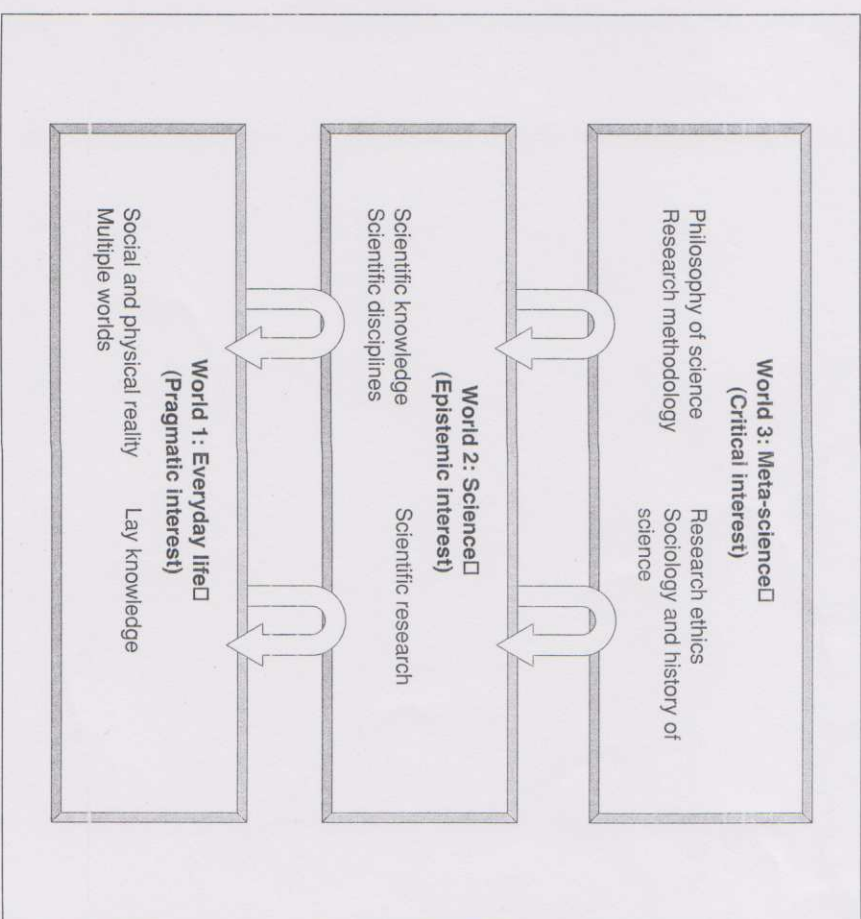 World 3: Meta-science□
(Critical interest)
Philosophy of science
Research methodology
Research ethics
Sociology and history of
science
World 2: Science□
(Epistemic interest)
Scientific knowledge
Scientific disciplines
Scientific research
World 1: Everyday life□
(Pragmatic interest)
Social and physical reality
Multiple worlds
Lay knowledge